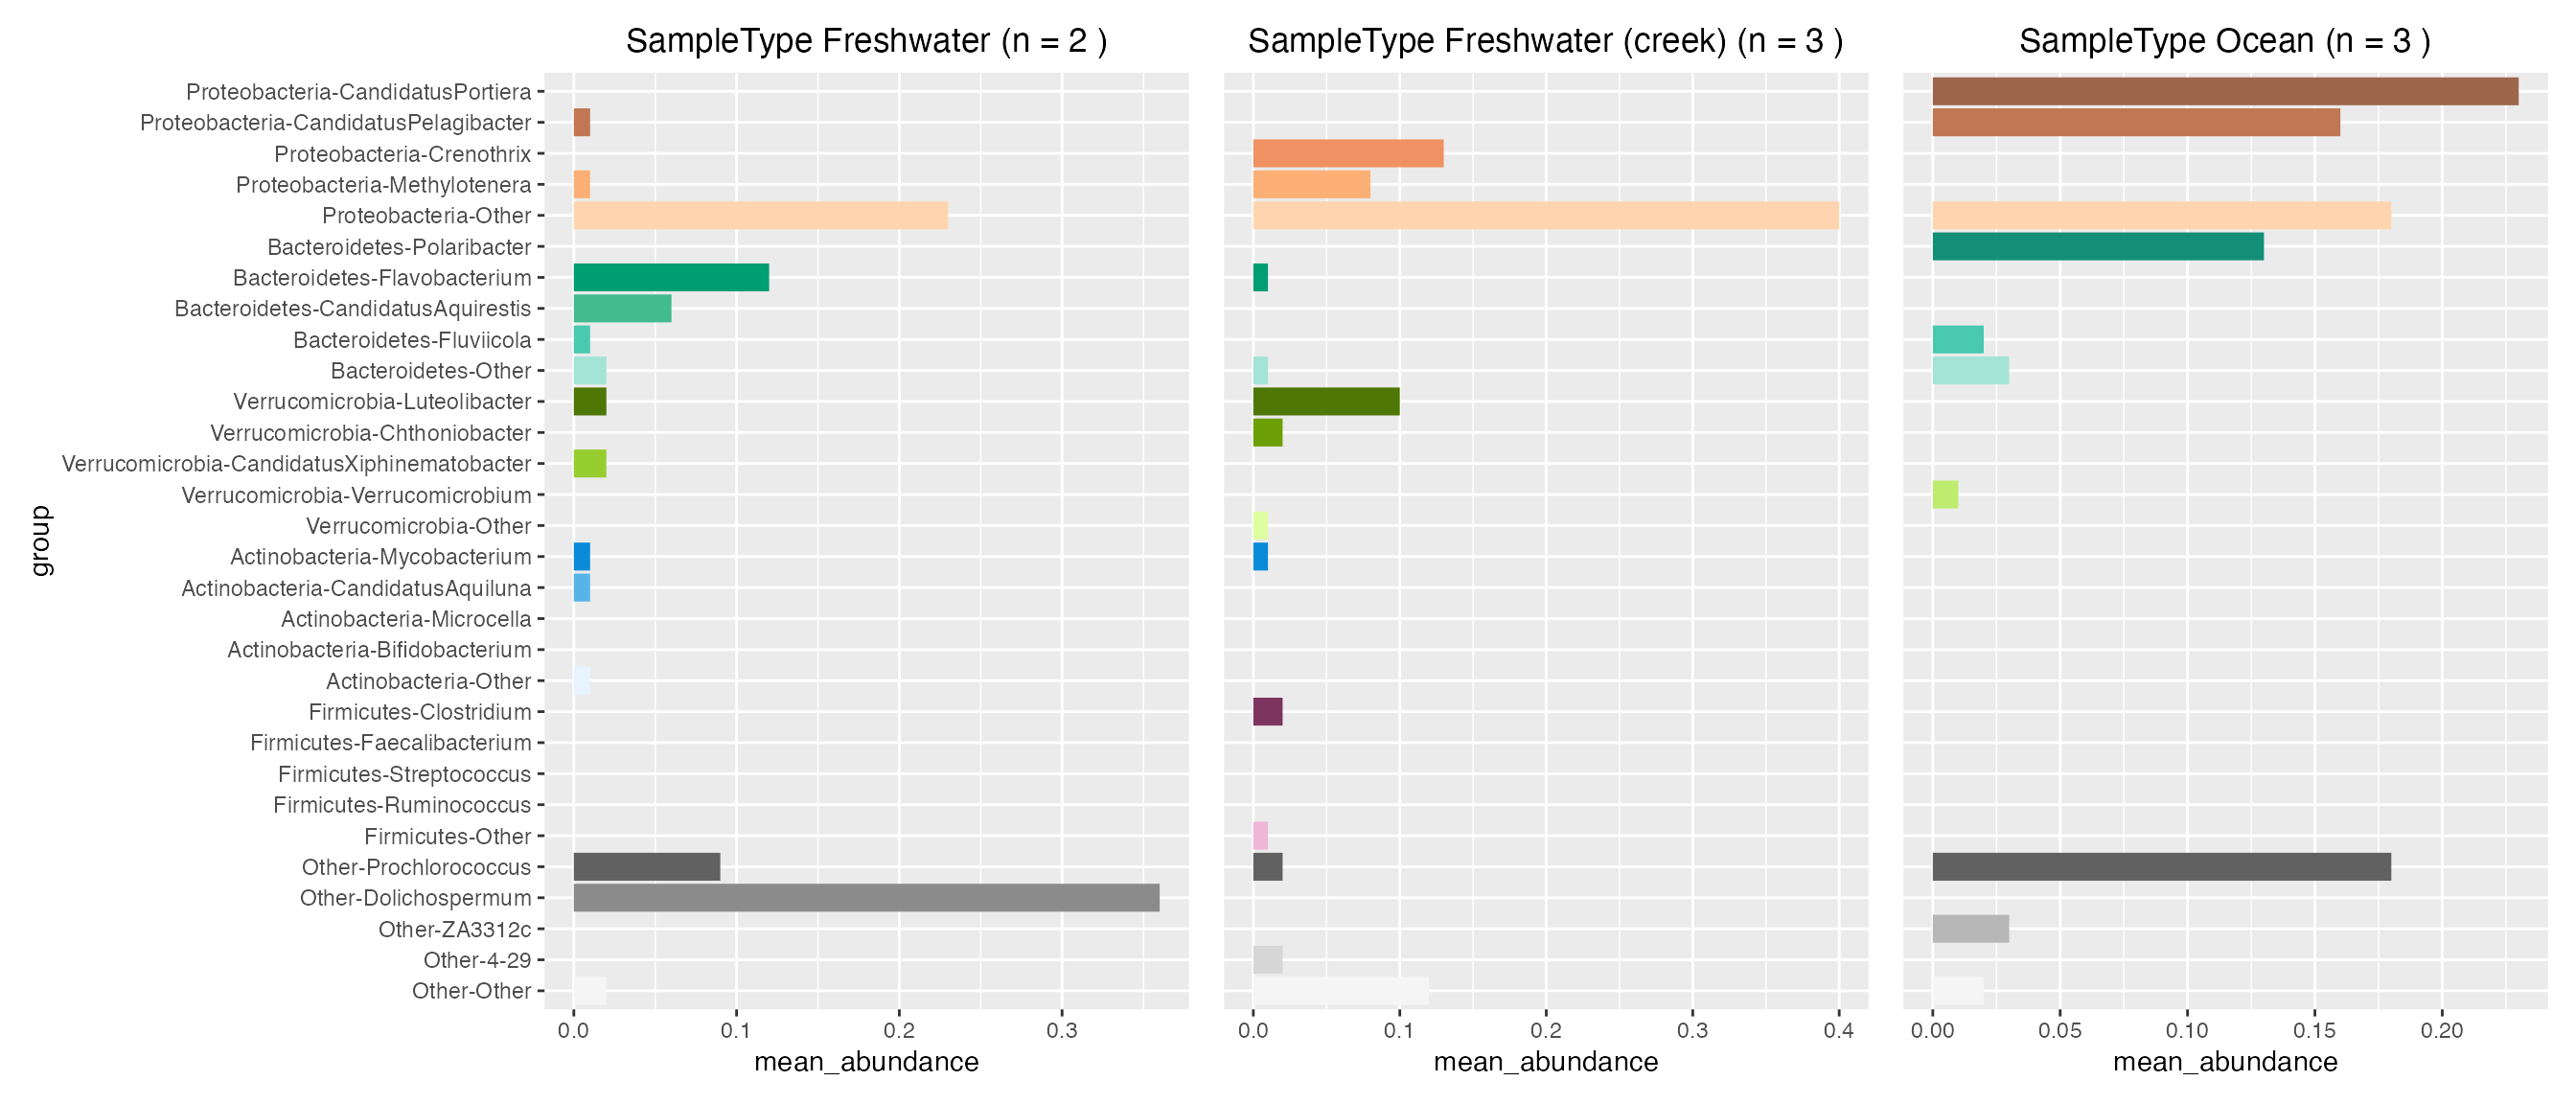 SampleType Freshwater (n = 2 )
SampleType Freshwater (creek) (n = 3 )
SampleType Ocean (n = 3 )
group
Proteobacteria-CandidatusPortiera
Proteobacteria-CandidatusPelagibacter
Proteobacteria-Crenothrix
Proteobacteria-Methylotenera
Proteobacteria-Other
Bacteroidetes-Polaribacter
Bacteroidetes-Flavobacterium
Bacteroidetes-CandidatusAquirestis
Bacteroidetes-Fluviicola
Bacteroidetes-Other
Verrucomicrobia-Luteolibacter
Verrucomicrobia-Chthoniobacter
Verrucomicrobia-CandidatusXiphinematobacter
Verrucomicrobia-Verrucomicrobium
Verrucomicrobia-Other
Actinobacteria-Mycobacterium
Actinobacteria-CandidatusAquiluna
Actinobacteria-Microcella
Actinobacteria-Bifidobacterium
Actinobacteria-Other
Firmicutes-Clostridium
Firmicutes-Faecalibacterium
Firmicutes-Streptococcus
Firmicutes-Ruminococcus
Firmicutes-Other
Other-Prochlorococcus
Other-Dolichospermum
Other-ZA3312c
Other-4-29
Other-Other
0.0 0.1 0.2 0.3
0.0 0.1 0.2 0.3 0.4
0.00 0.05 0.10 0.15 0.20
mean_abundance
mean_abundance
mean_abundance